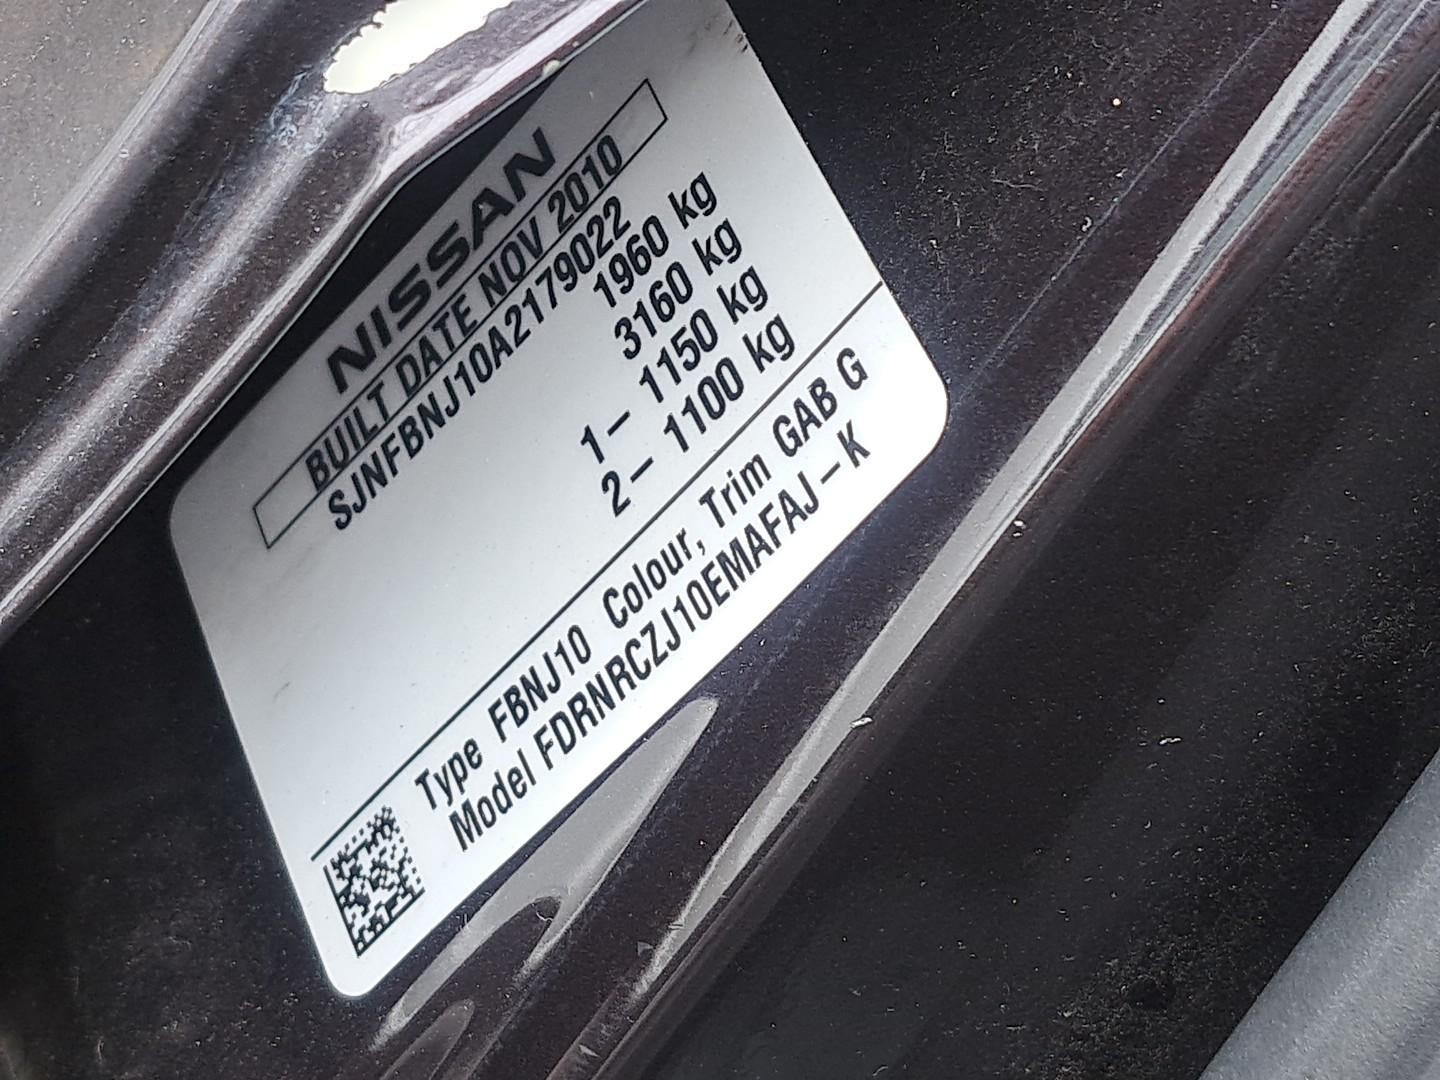 NISSAN
BUILT DATE NOV 2010
SJNFBNJ10A2179022
1960 kg
3160 kg
1– 1150 kg
2– 1100 kg
Type FBNJ10 Colour, Trim GAB G
Model FDRNRCZJ10EMAFAJ–K